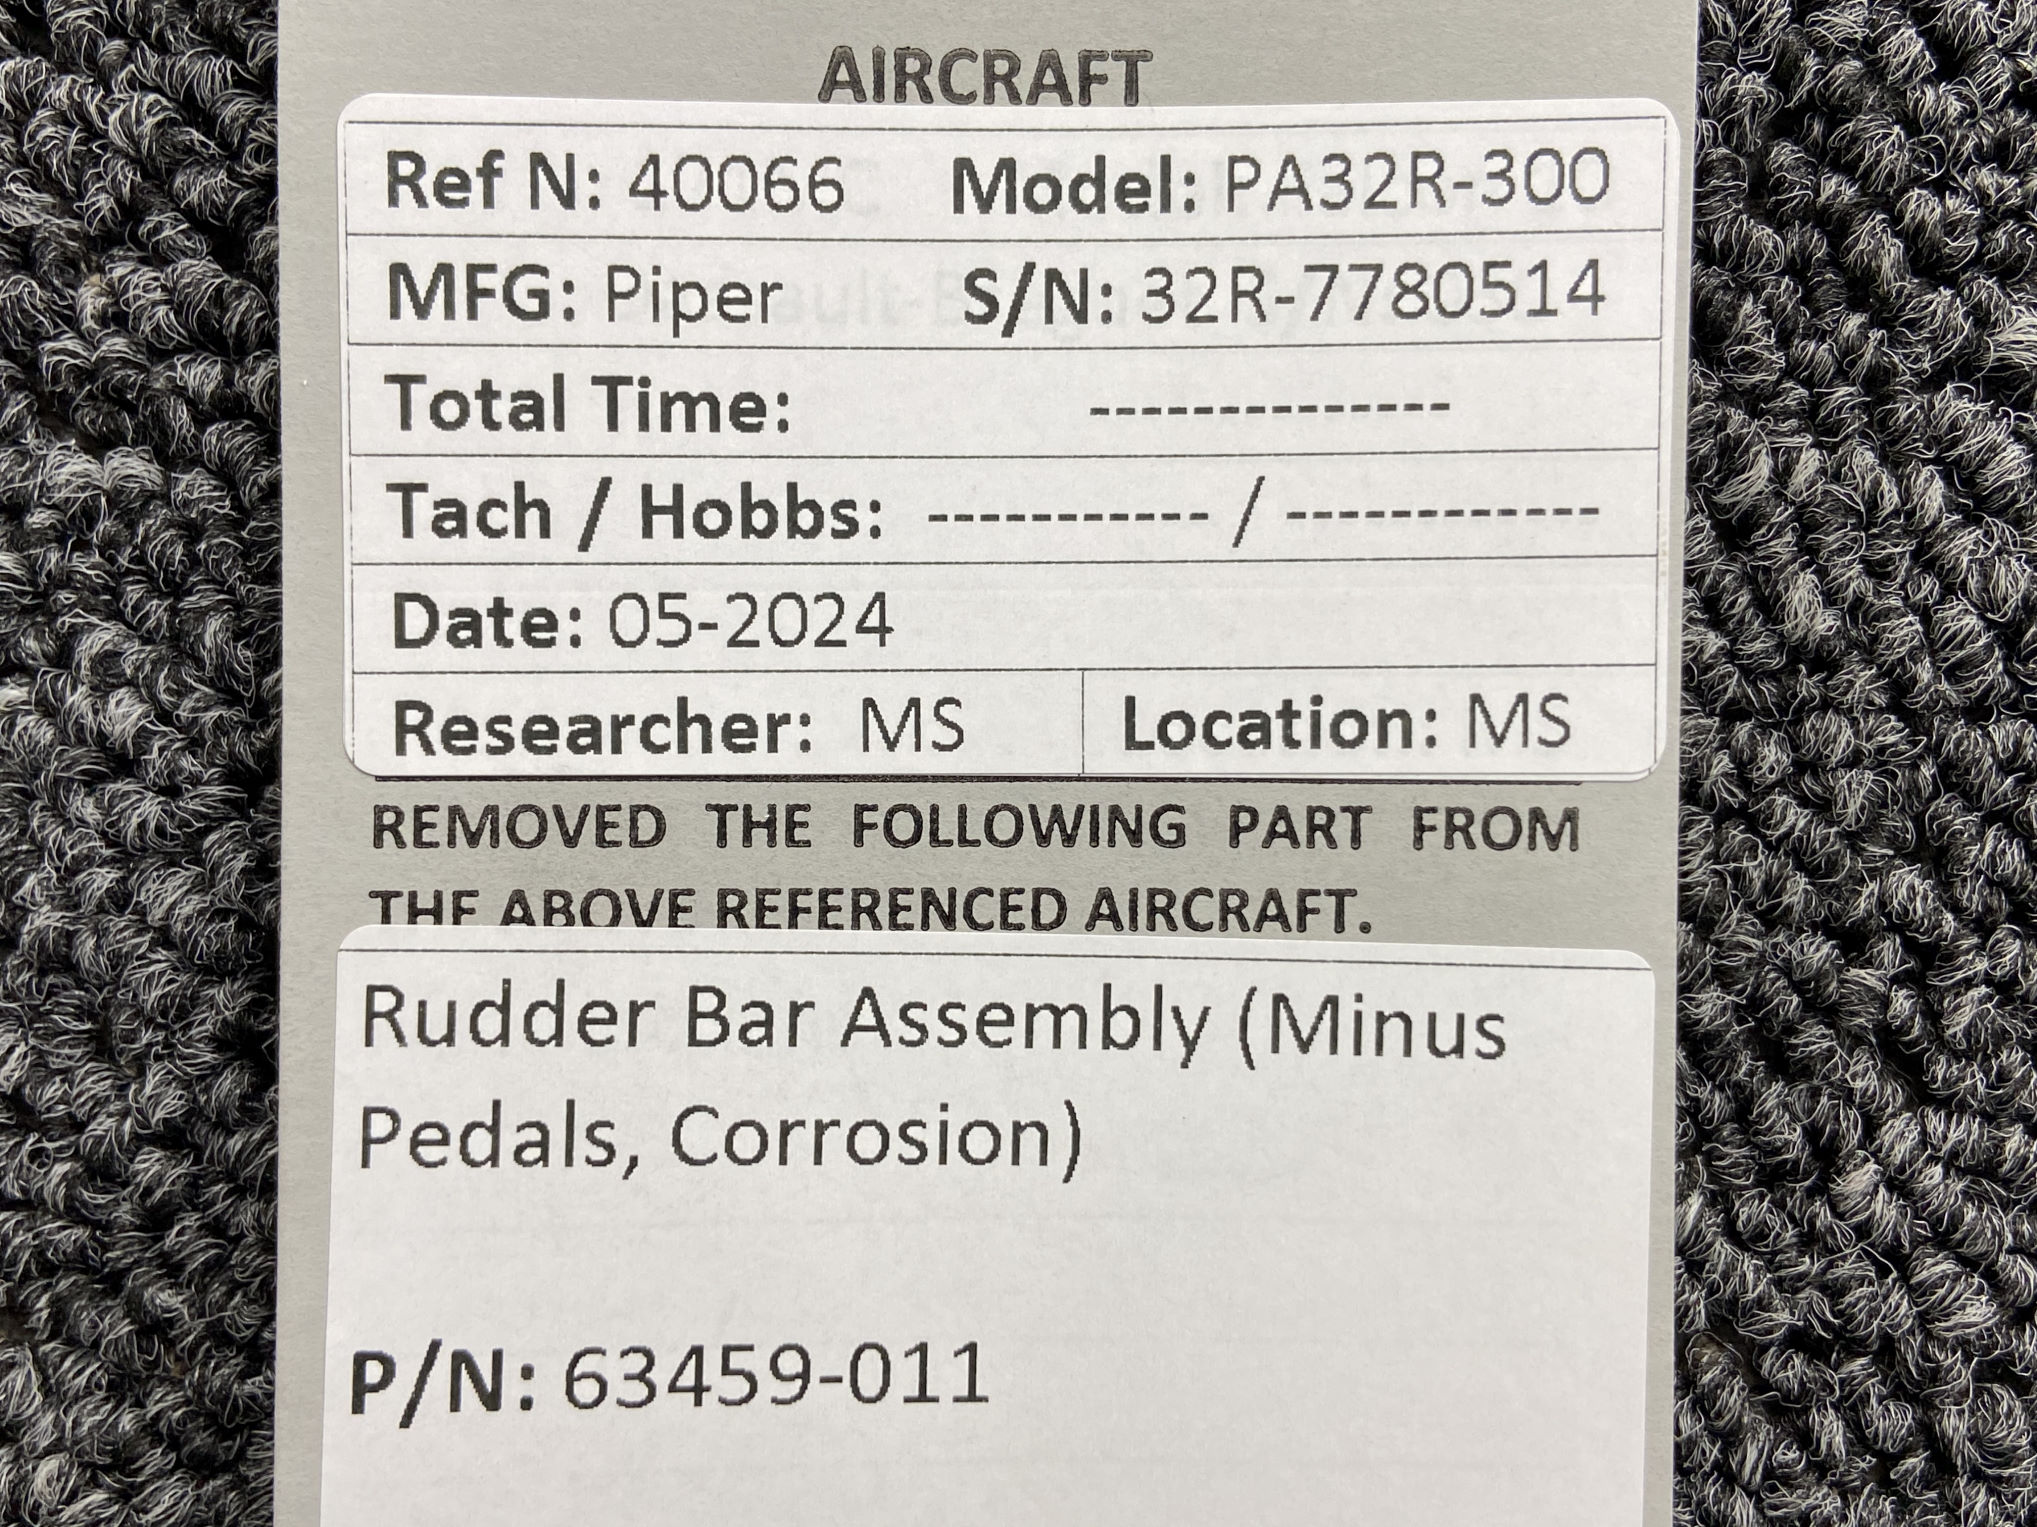 AIRCRAFT
Ref N: 40066 Model: PA32R-300
MFG: Piper S/N: 32R-7780514
Total Time: --------------
Tach / Hobbs: ----------- / ------------
Date: 05-2024
Researcher: MS Location: MS
REMOVED THE FOLLOWING PART FROM
THE ABOVE REFERENCED AIRCRAFT.
Rudder Bar Assembly (Minus
Pedals, Corrosion)
P/N: 63459-011